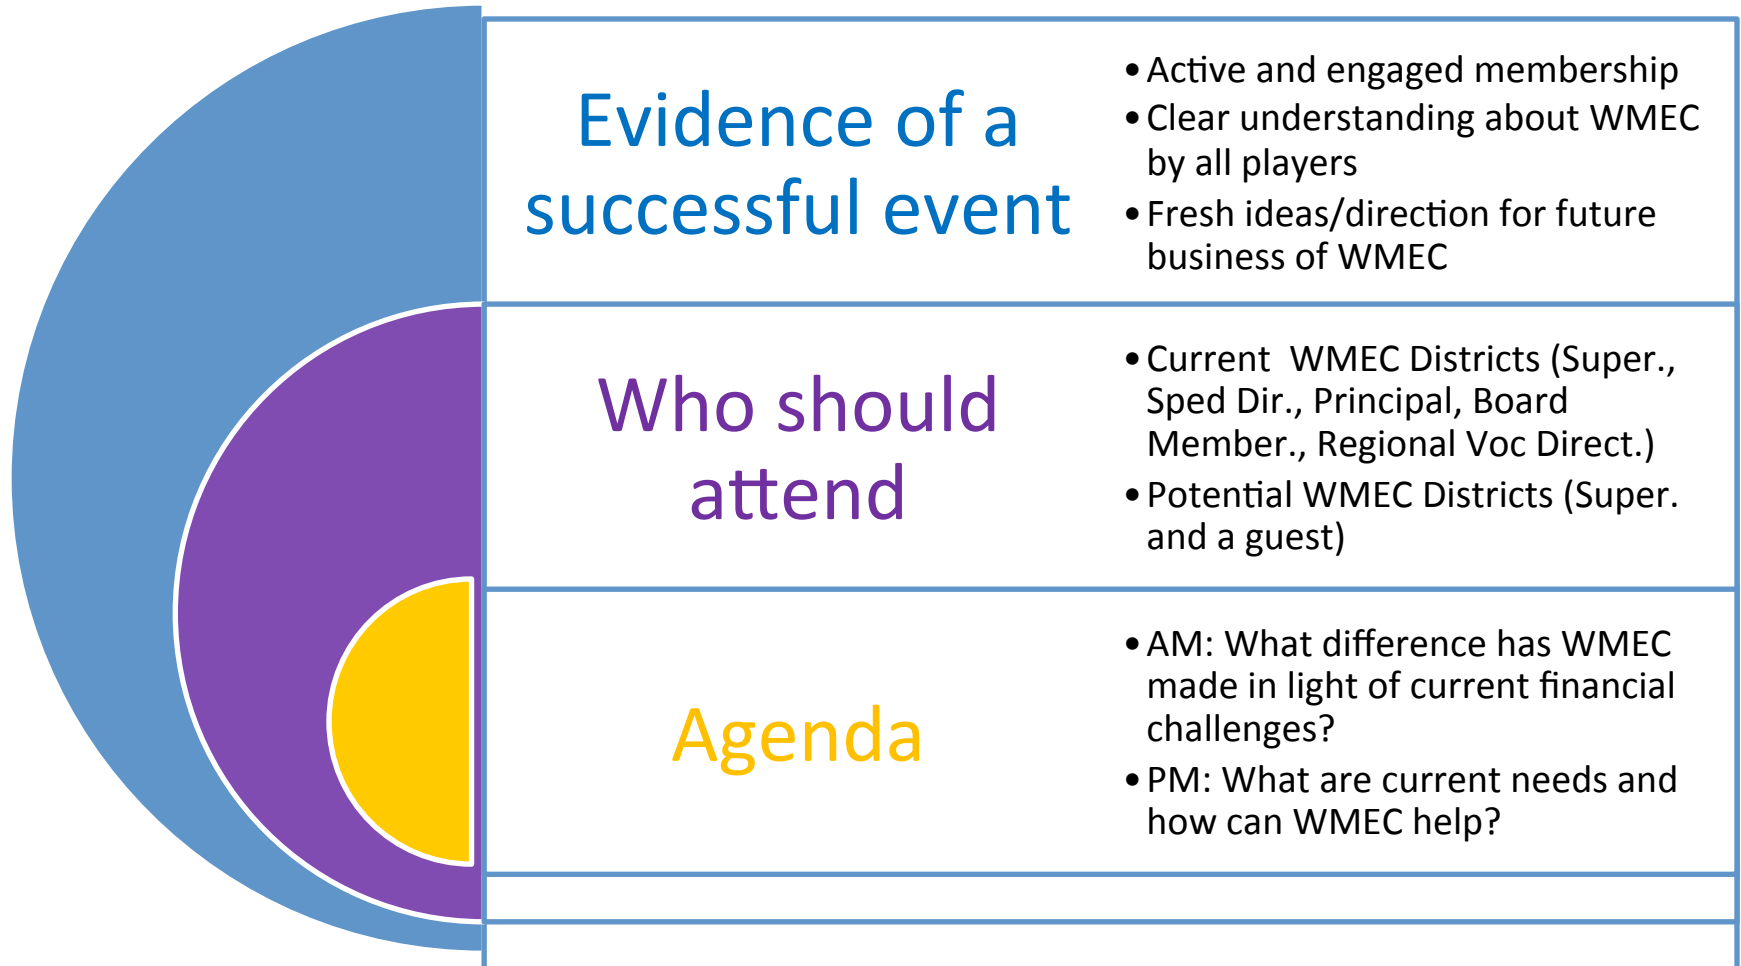 Evidence of a
successful event
• Active and engaged membership
• Clear understanding about WMEC
by all players
• Fresh ideas/direction for future
business of WMEC
Who should
attend
• Current  WMEC Districts (Super.,
Sped Dir., Principal, Board
Member., Regional Voc Direct.)
• Potential WMEC Districts (Super.
and a guest)
Agenda
• AM: What difference has WMEC
made in light of current financial
challenges?
• PM: What are current needs and
how can WMEC help?